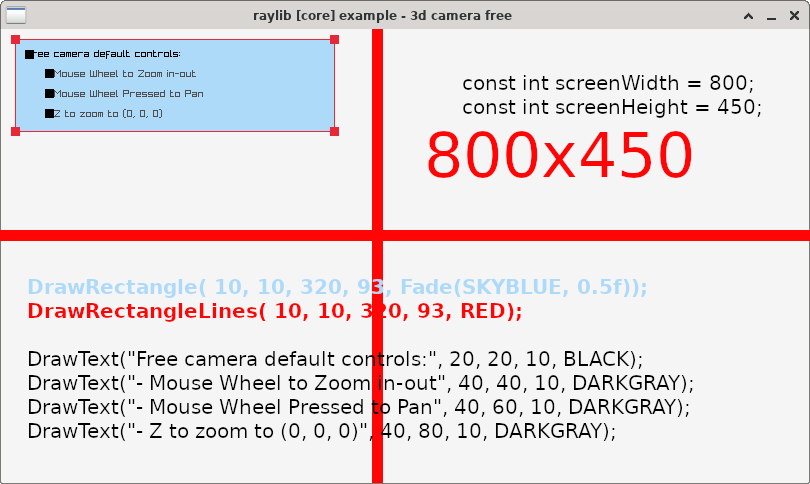 raylib [core] example - 3d camera free
Free camera default controls:
Mouse Wheel to Zoom in-out
Mouse Wheel Pressed to Pan
Z to zoom to (0, 0, 0)
const int screenWidth = 800;
const int screenHeight = 450;
800x450
DrawRectangle( 10, 10, 320, 93, Fade(SKYBLUE, 0.5f));
DrawRectangleLines( 10, 10, 320, 93, RED);
DrawText("Free camera default controls:", 20, 20, 10, BLACK);
DrawText("- Mouse Wheel to Zoom in-out", 40, 40, 10, DARKGRAY);
DrawText("- Mouse Wheel Pressed to Pan", 40, 60, 10, DARKGRAY);
DrawText("- Z to zoom to (0, 0, 0)", 40, 80, 10, DARKGRAY);